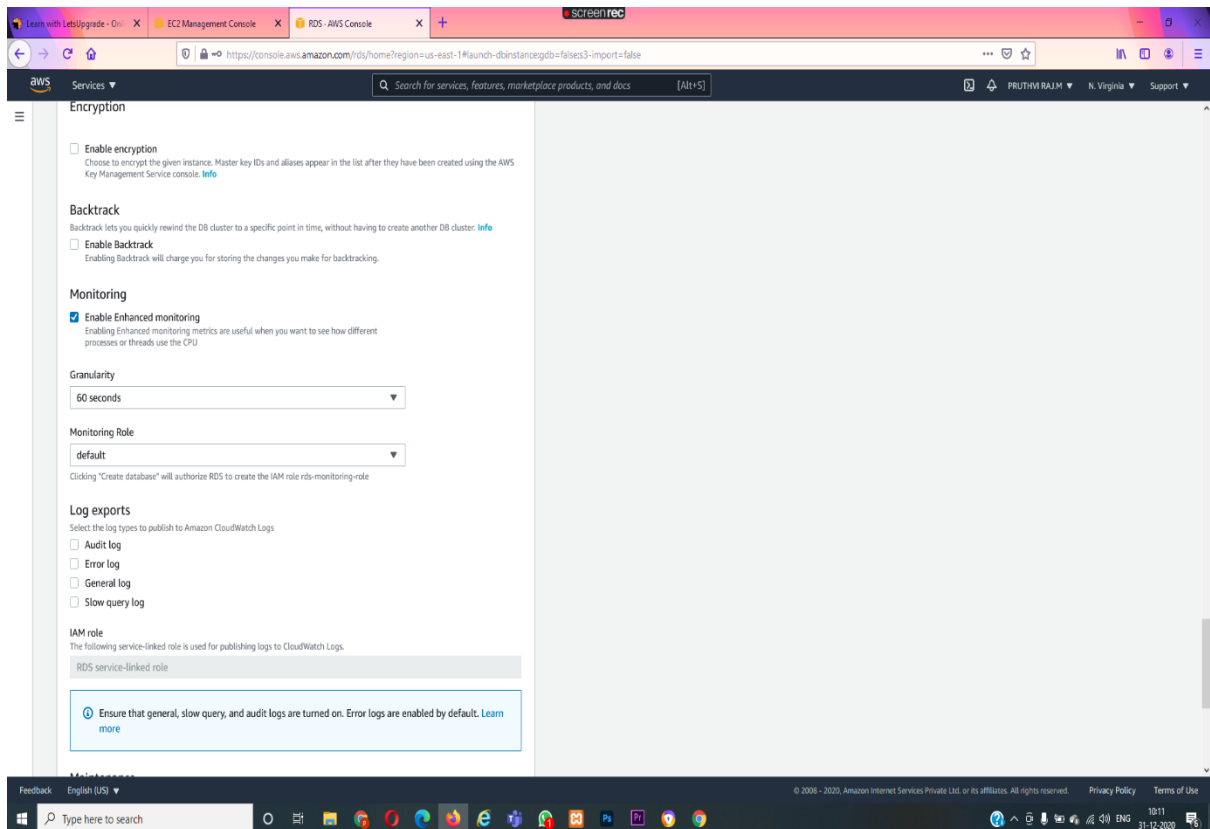 screenrec
Learn with LetsUpgrade - Onl X
EC2 Management Console X
RDS - AWS Console X +
https://console.aws.amazon.com/rds/home?region=us-east-1#launch-dbinstance:gdb=false;s3-import=false
aws Services ▼ Search for services, features, marketplace products, and docs [Alt+S] PRUTHVI RAJ.M ▼ N. Virginia ▼ Support ▼
Encryption
Enable encryption
Choose to encrypt the given instance. Master key IDs and aliases appear in the list after they have been created using the AWS
Key Management Service console. Info
Backtrack
Backtrack lets you quickly rewind the DB cluster to a specific point in time, without having to create another DB cluster. Info
Enable Backtrack
Enabling Backtrack will charge you for storing the changes you make for backtracking.
Monitoring
Enable Enhanced monitoring
Enabling Enhanced monitoring metrics are useful when you want to see how different
processes or threads use the CPU
Granularity
60 seconds
Monitoring Role
default
Clicking "Create database" will authorize RDS to create the IAM role rds-monitoring-role
Log exports
Select the log types to publish to Amazon CloudWatch Logs
Audit log
Error log
General log
Slow query log
IAM role
The following service-linked role is used for publishing logs to CloudWatch Logs.
RDS service-linked role
Ensure that general, slow query, and audit logs are turned on. Error logs are enabled by default. Learn
more
Maintenance
Feedback English (US) ▼ © 2008 - 2020, Amazon Internet Services Private Ltd. or its affiliates. All rights reserved. Privacy Policy Terms of Use
Type here to search ENG 10:11
31-12-2020